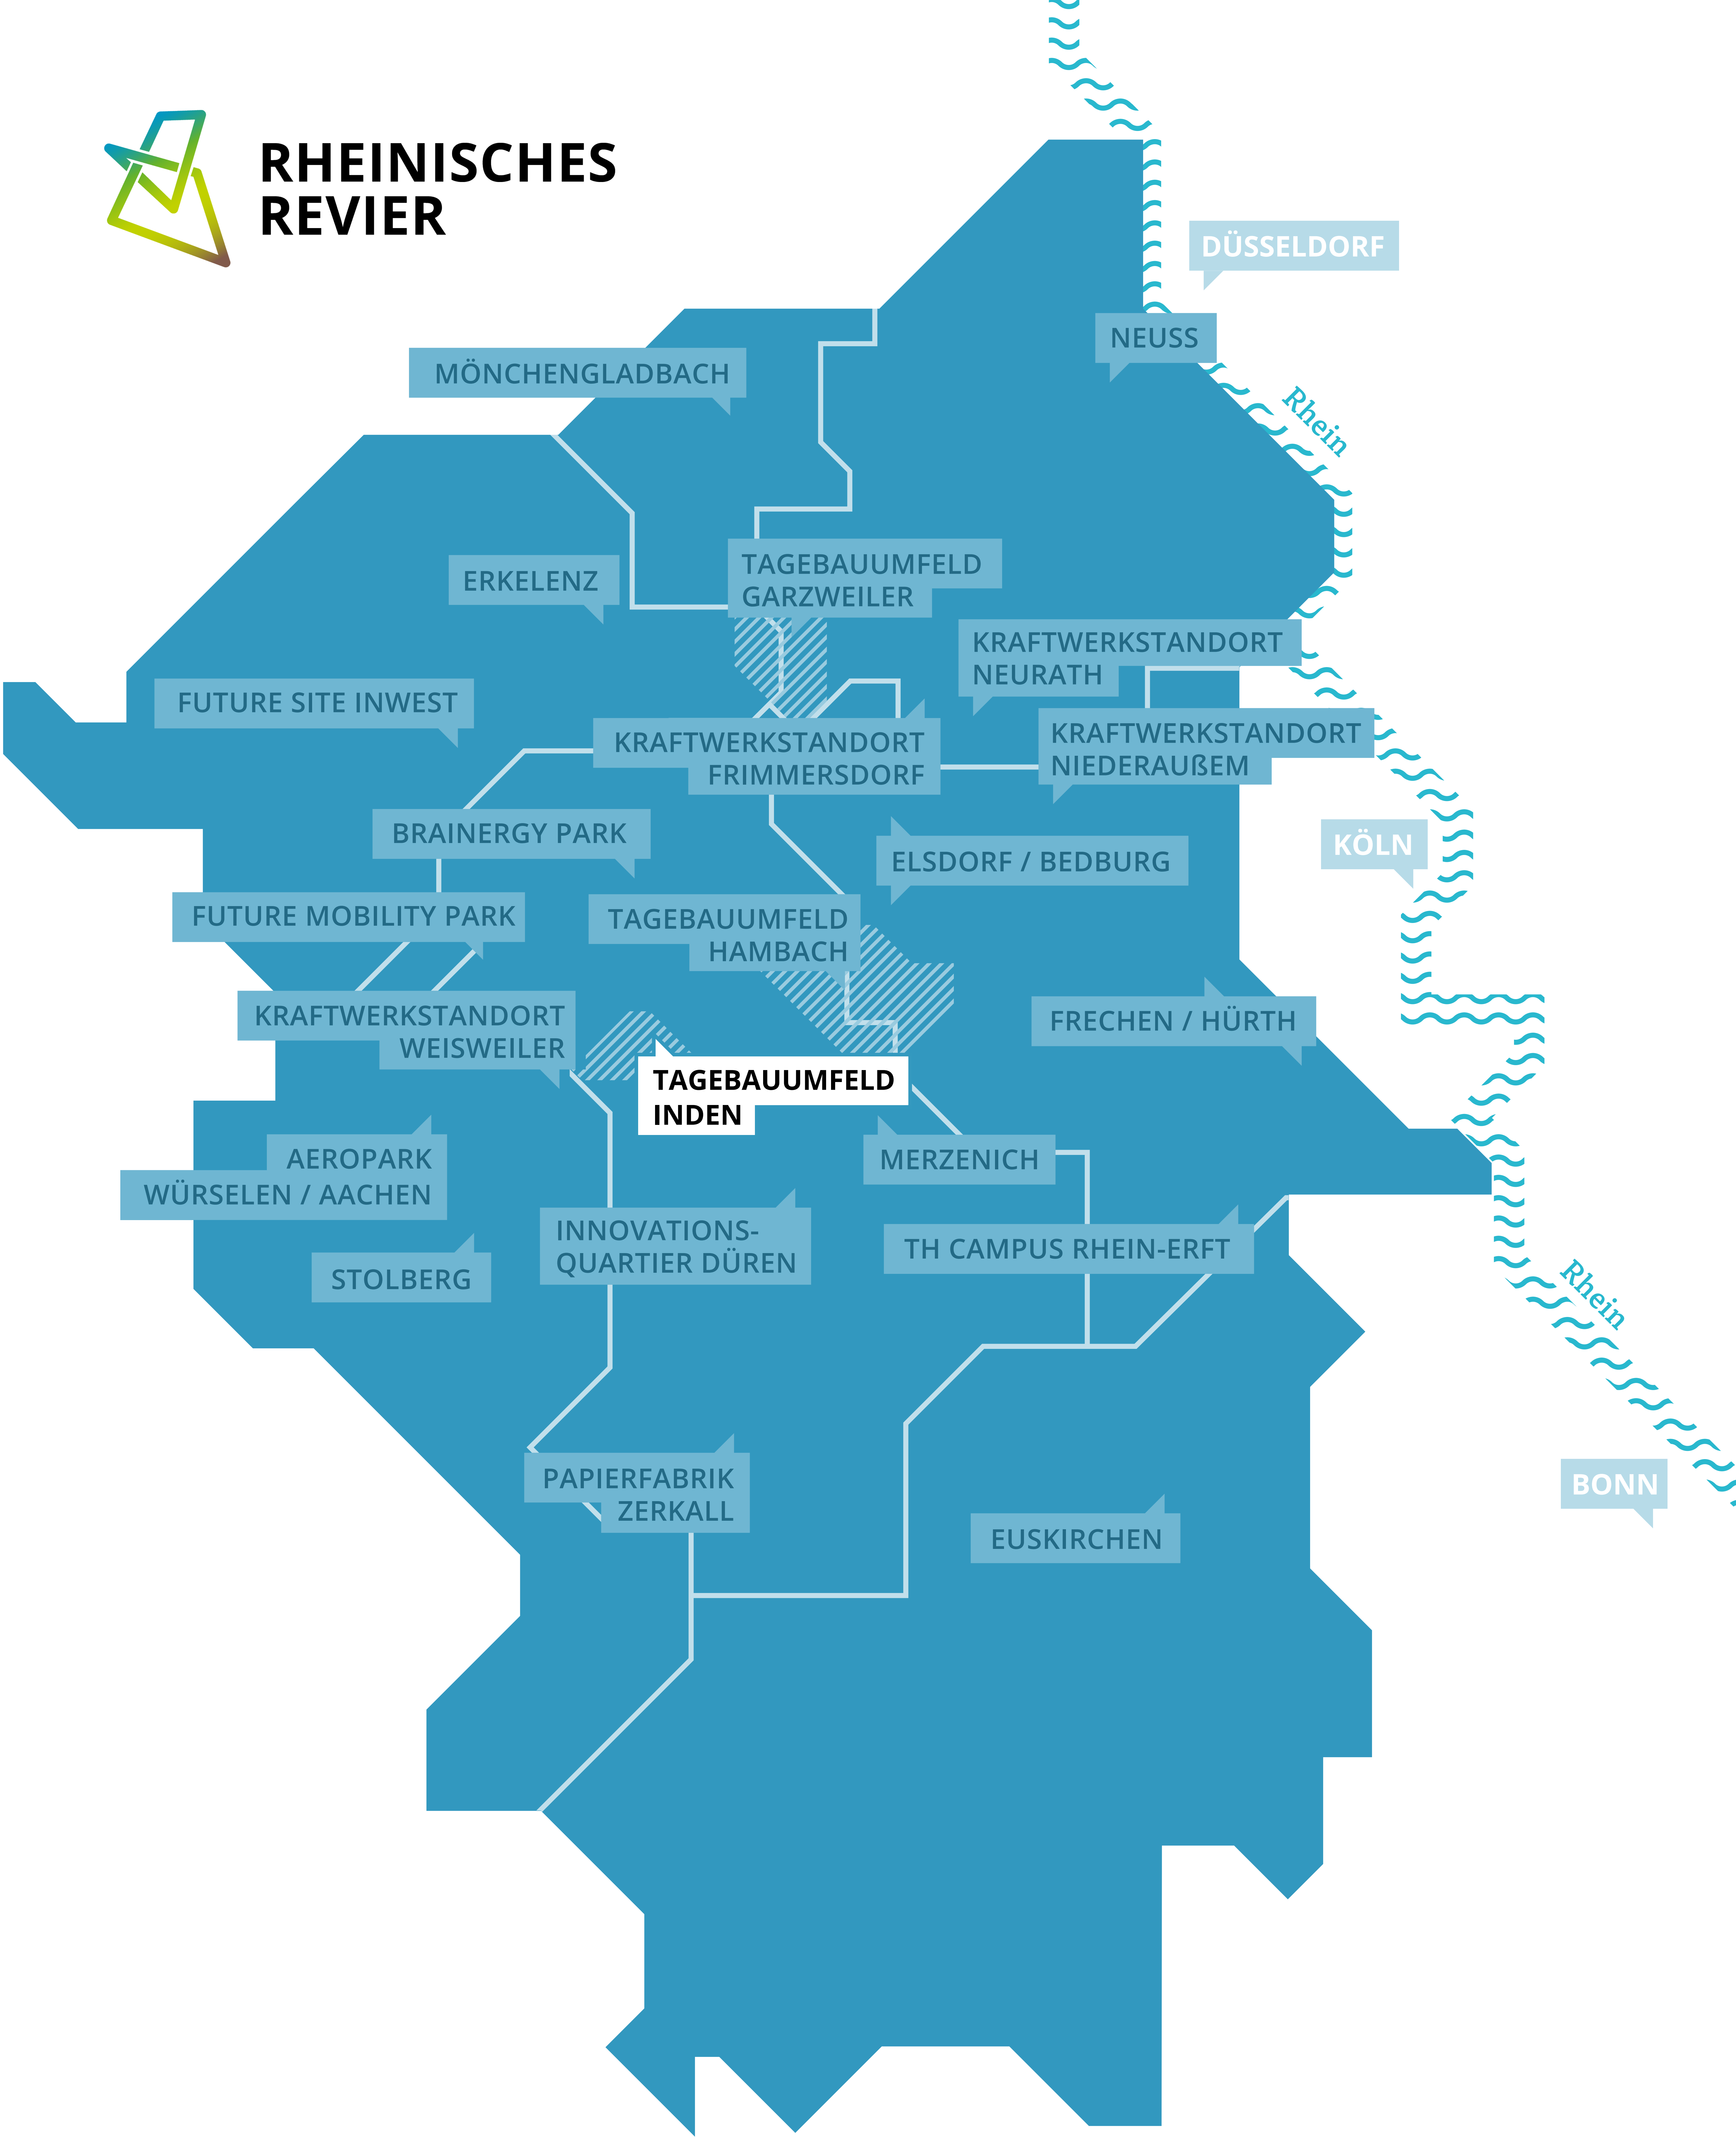 RHEINISCHES
REVIER
DÜSSELDORF
NEUSS
MÖNCHENGLADBACH
Rhein
ERKELENZ
TAGEBAUUMFELD
GARZWEILER
KRAFTWERKSTANDORT
NEURATH
FUTURE SITE INWEST
KRAFTWERKSTANDORT
FRIMMERSDORF
KRAFTWERKSTANDORT
NIEDERAUßEM
BRAINERGY PARK
ELSDORF / BEDBURG
KÖLN
FUTURE MOBILITY PARK
TAGEBAUUMFELD
HAMBACH
KRAFTWERKSTANDORT
WEISWEILER
FRECHEN / HÜRTH
TAGEBAUUMFELD
INDEN
AEROPARK
WÜRSELEN / AACHEN
MERZENICH
INNOVATIONS-
QUARTIER DÜREN
TH CAMPUS RHEIN-ERFT
STOLBERG
Rhein
PAPIERFABRIK
ZERKALL
BONN
EUSKIRCHEN